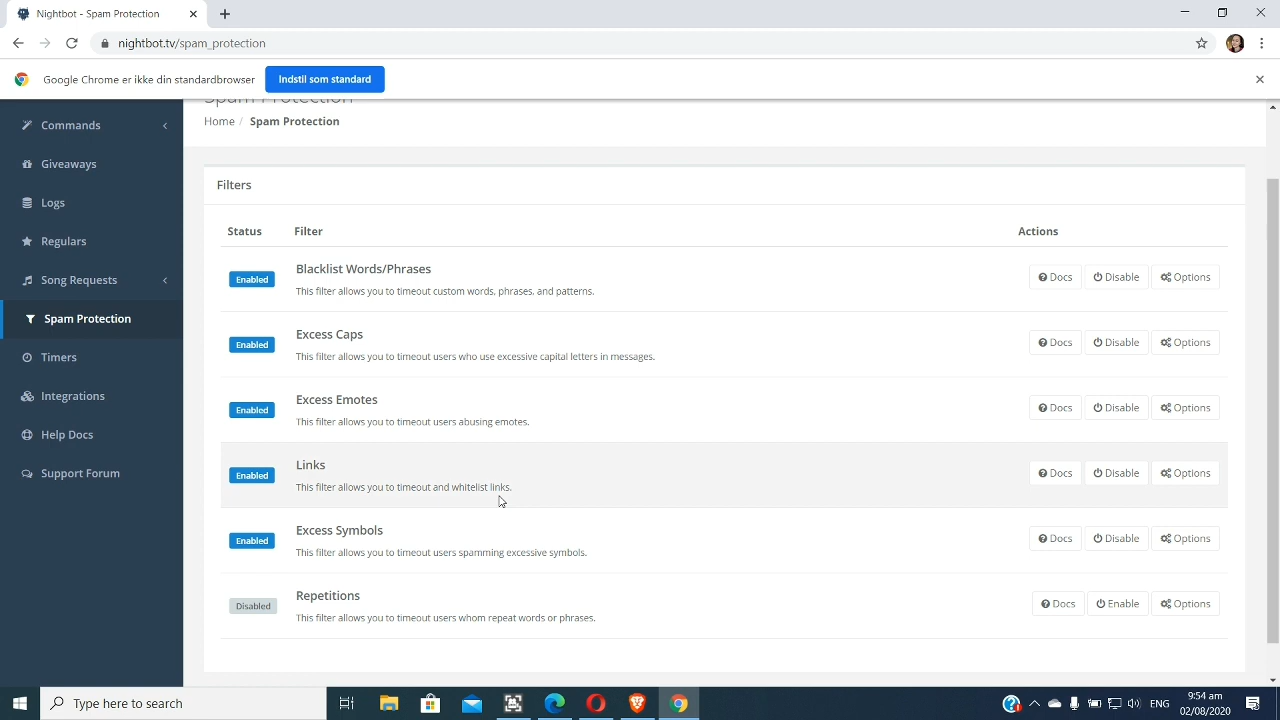 Nightbot - Spam Protection
nightbot.tv/spam_protection
Google Chrome er ikke din standardbrowser
Indstil som standard
Spam Protection
Home / Spam Protection
Commands
Giveaways
Logs
Regulars
Song Requests
Spam Protection
Timers
Integrations
Help Docs
Support Forum
Filters
Status Filter Actions
Enabled Blacklist Words/Phrases Docs Disable Options
This filter allows you to timeout custom words, phrases, and patterns.
Enabled Excess Caps Docs Disable Options
This filter allows you to timeout users who use excessive capital letters in messages.
Enabled Excess Emotes Docs Disable Options
This filter allows you to timeout users abusing emotes.
Enabled Links Docs Disable Options
This filter allows you to timeout and whitelist links.
Enabled Excess Symbols Docs Disable Options
This filter allows you to timeout users spamming excessive symbols.
Disabled Repetitions Docs Enable Options
This filter allows you to timeout users whom repeat words or phrases.
Type here to search
ENG
9:54 am
02/08/2020